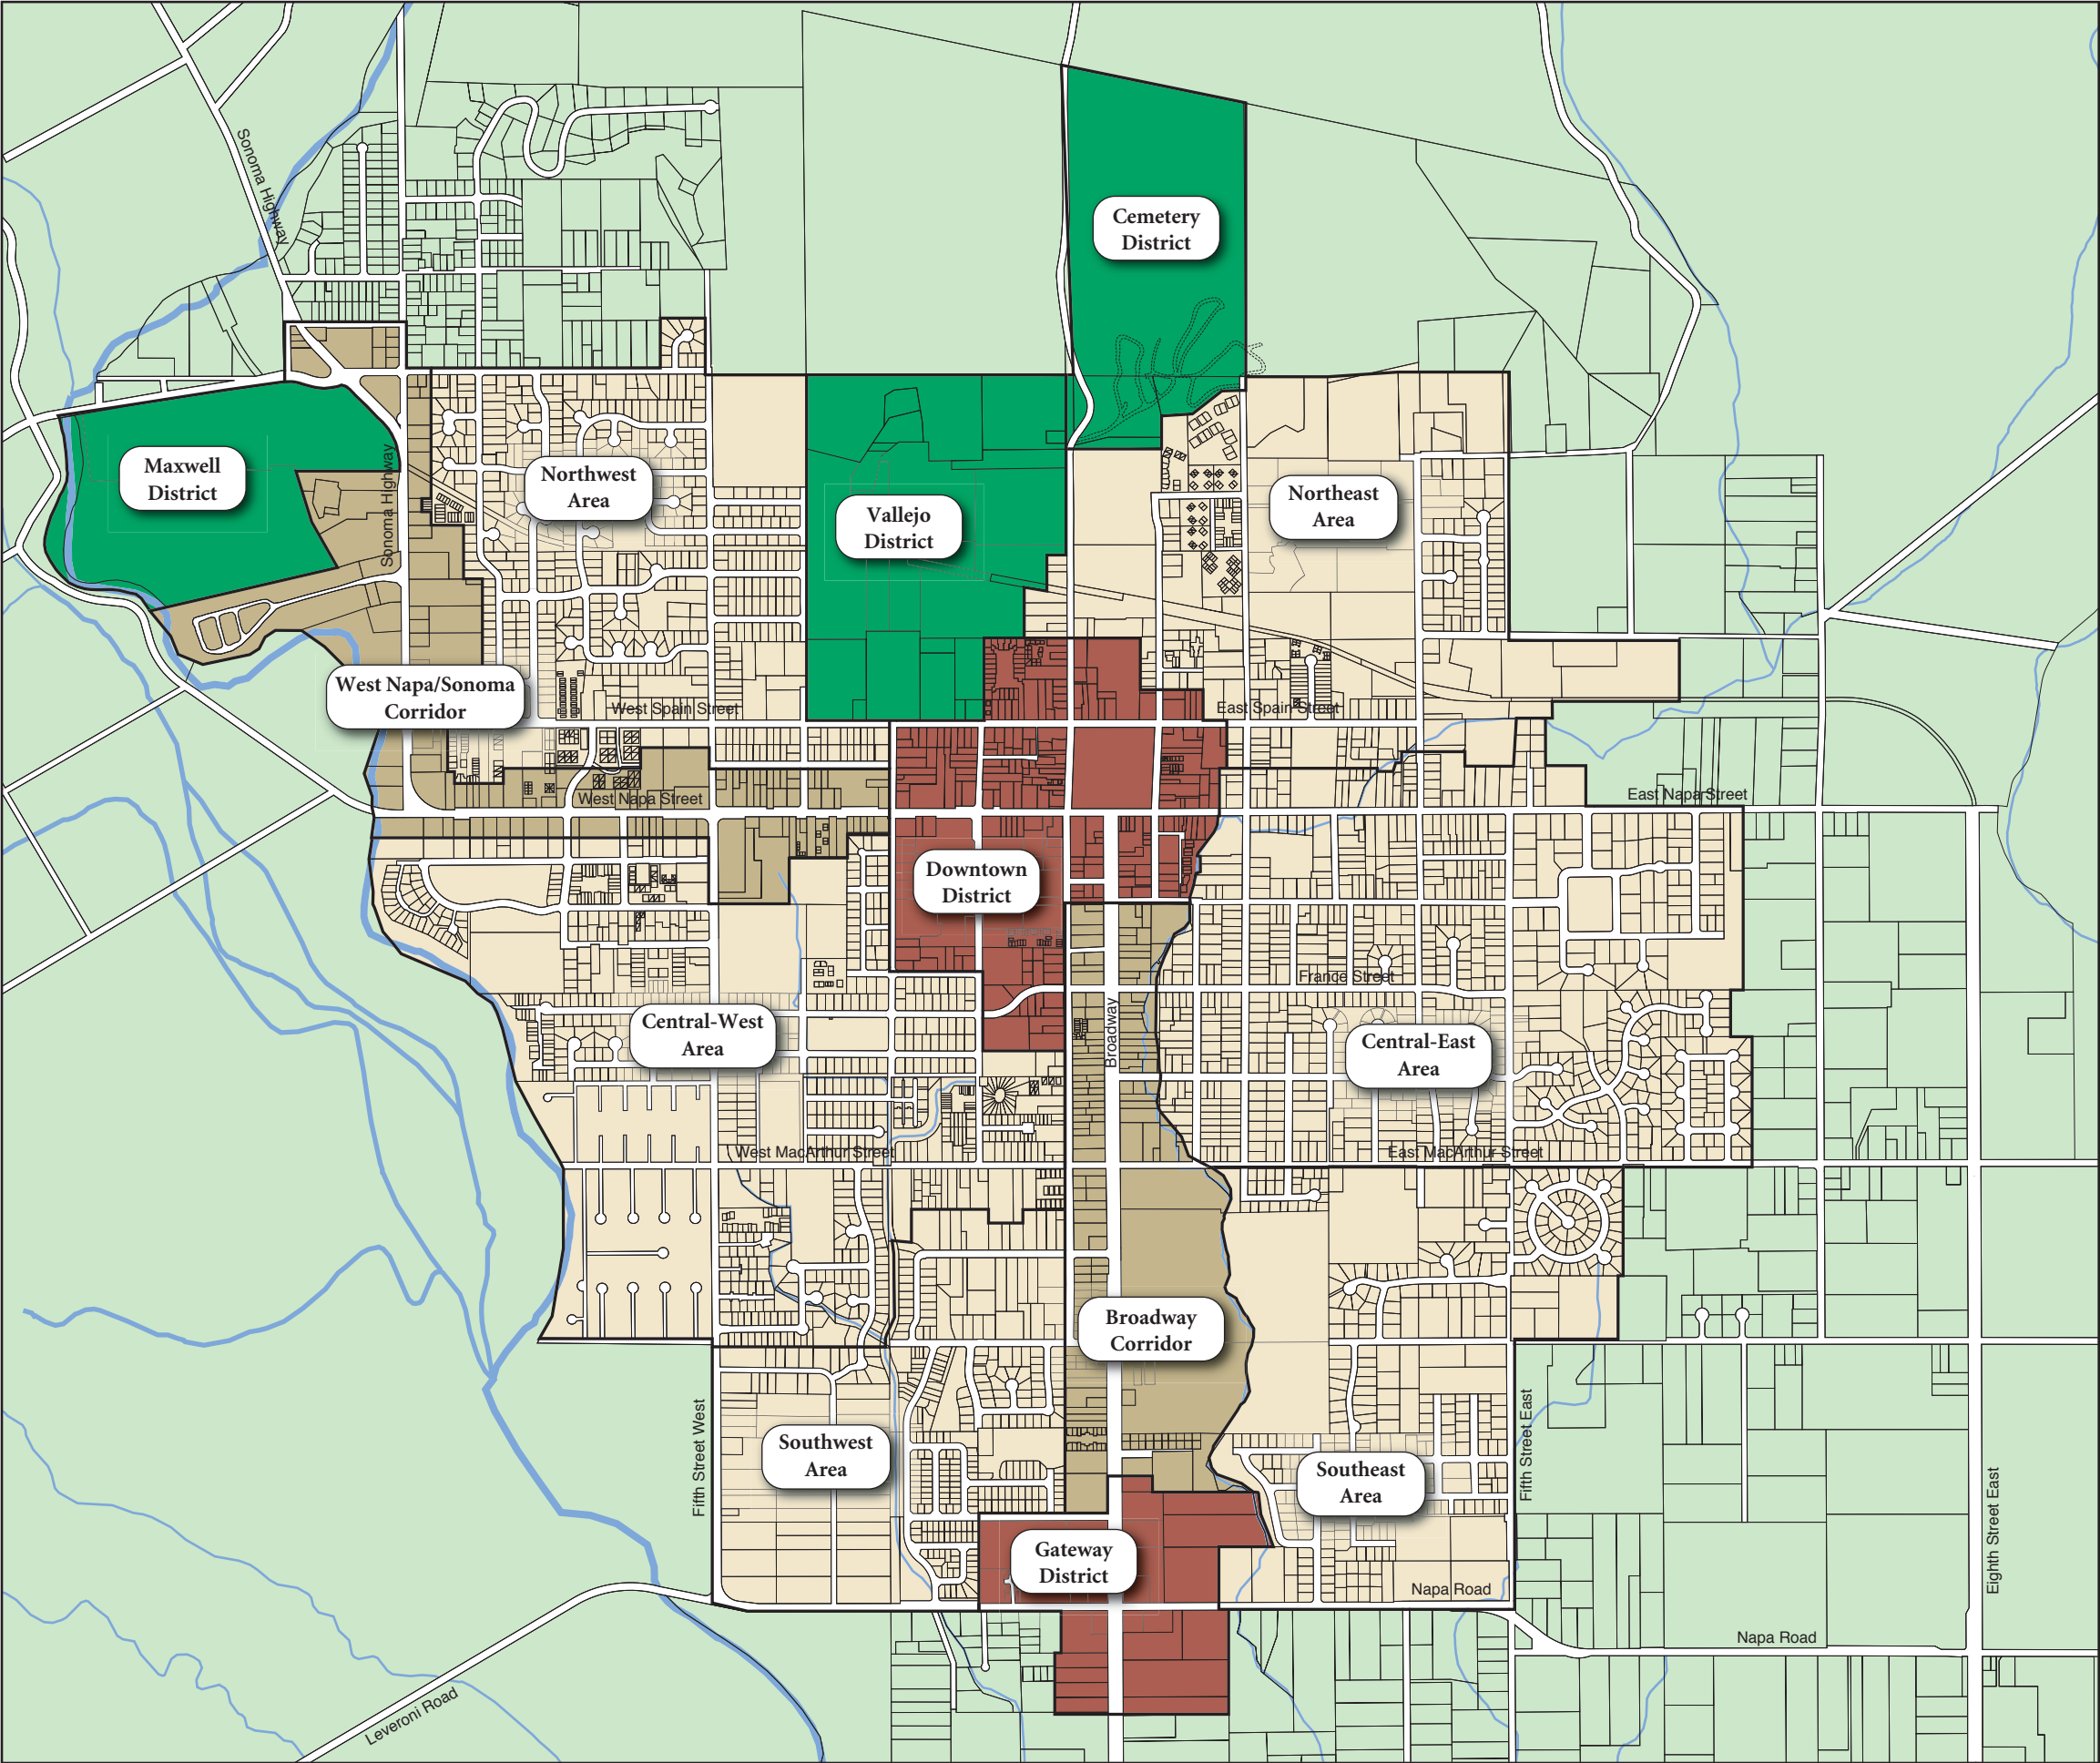 Sonoma Highway
Cemetery
District
Maxwell
District
Sonoma Highway
Northwest
Area
Vallejo
District
Northeast
Area
West Napa/Sonoma
Corridor
West Spain Street
East Spain Street
West Napa Street
East Napa Street
Downtown
District
France Street
Central-West
Area
Broadway
Central-East
Area
West MacArthur Street
East MacArthur Street
Broadway
Corridor
Fifth Street West
Southwest
Area
Southeast
Area
Fifth Street East
Eighth Street East
Gateway
District
Napa Road
Napa Road
Leveroni Road